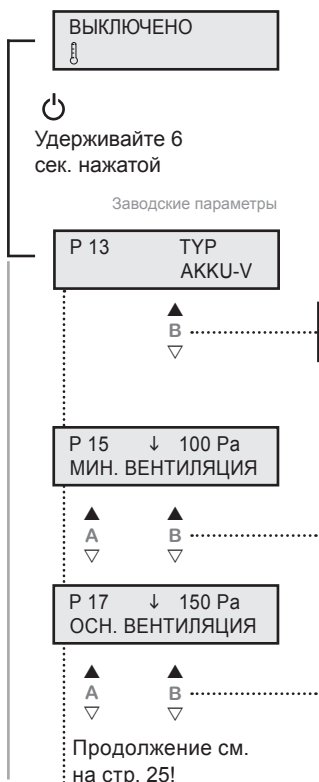 ВЫКЛЮЧЕНО
Удерживайте 6
сек. нажатой
Заводские параметры
P 13 TYP
AKKU-V
▲
B
▽
P 15 ↓ 100 Pa
МИН. ВЕНТИЛЯЦИЯ
▲ ▲
A B
▽ ▽
P 17 ↓ 150 Pa
ОСН. ВЕНТИЛЯЦИЯ
▲ ▲
A B
▽ ▽
Продолжение см.
на стр. 25!